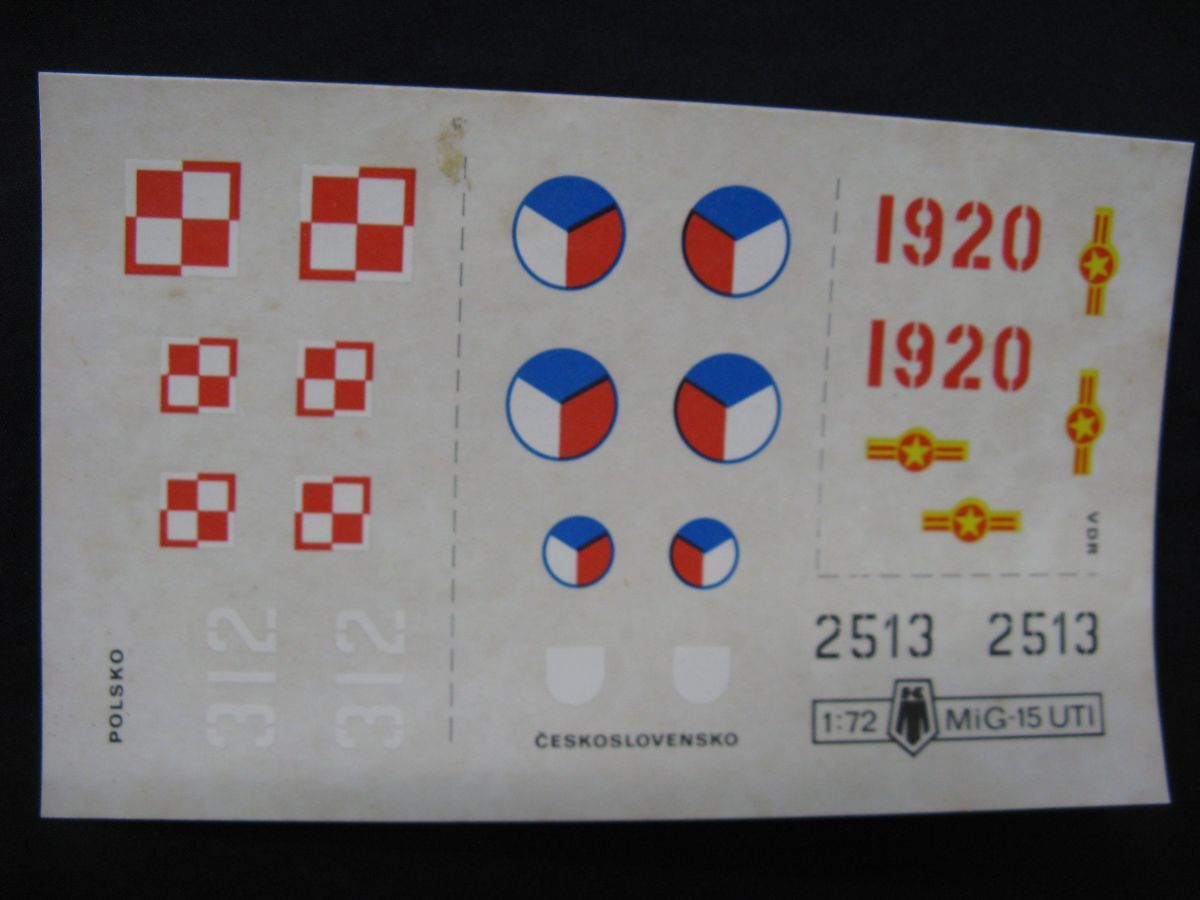 POLSKO
312
312
ČESKOSLOVENSKO
1920
1920
VDR
2513 2513
1:72 MiG-15 UTI